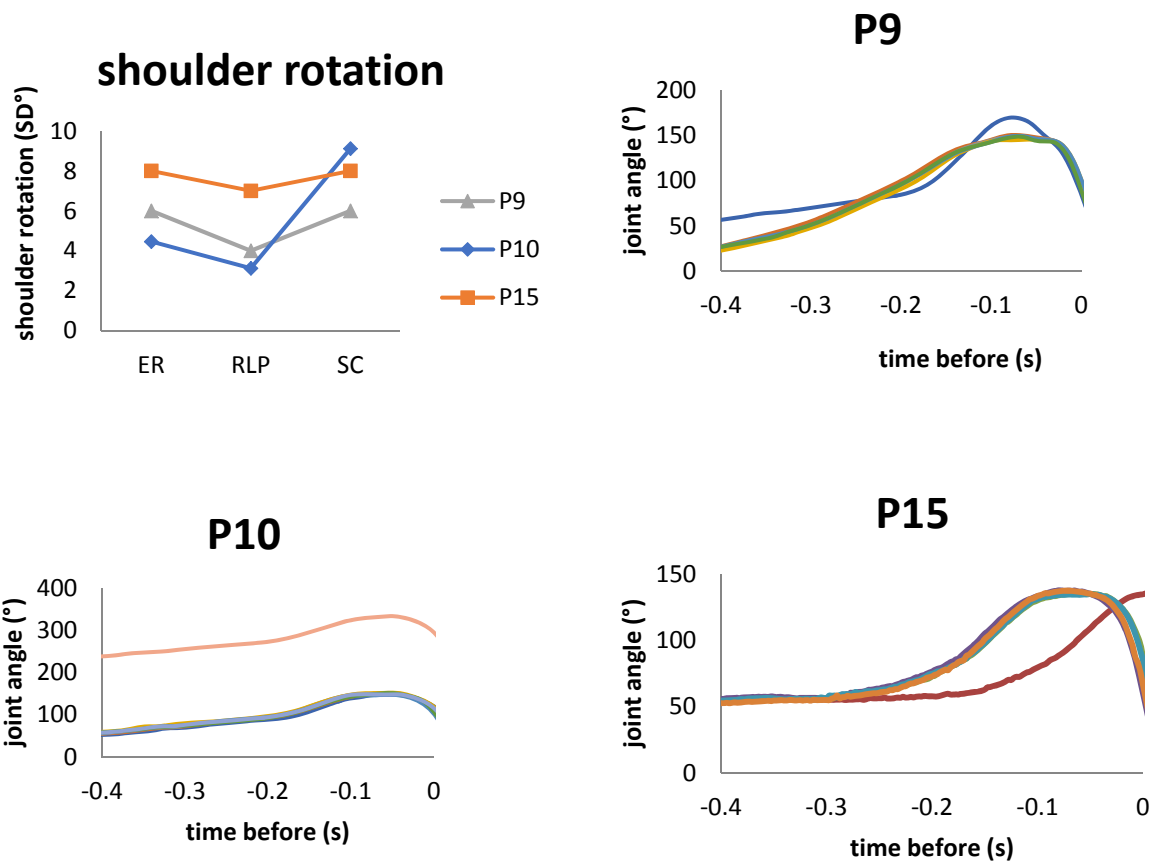 shoulder rotation
shoulder rotation (SD°)
10
8
6
4
2
0
ER RLP SC
P9
P10
P15
P9
joint angle (°)
200
150
100
50
0
-0.4 -0.3 -0.2 -0.1 0
time before (s)
P10
joint angle (°)
400
300
200
100
0
-0.4 -0.3 -0.2 -0.1 0
time before (s)
P15
joint angle (°)
150
100
50
0
-0.4 -0.3 -0.2 -0.1 0
time before (s)